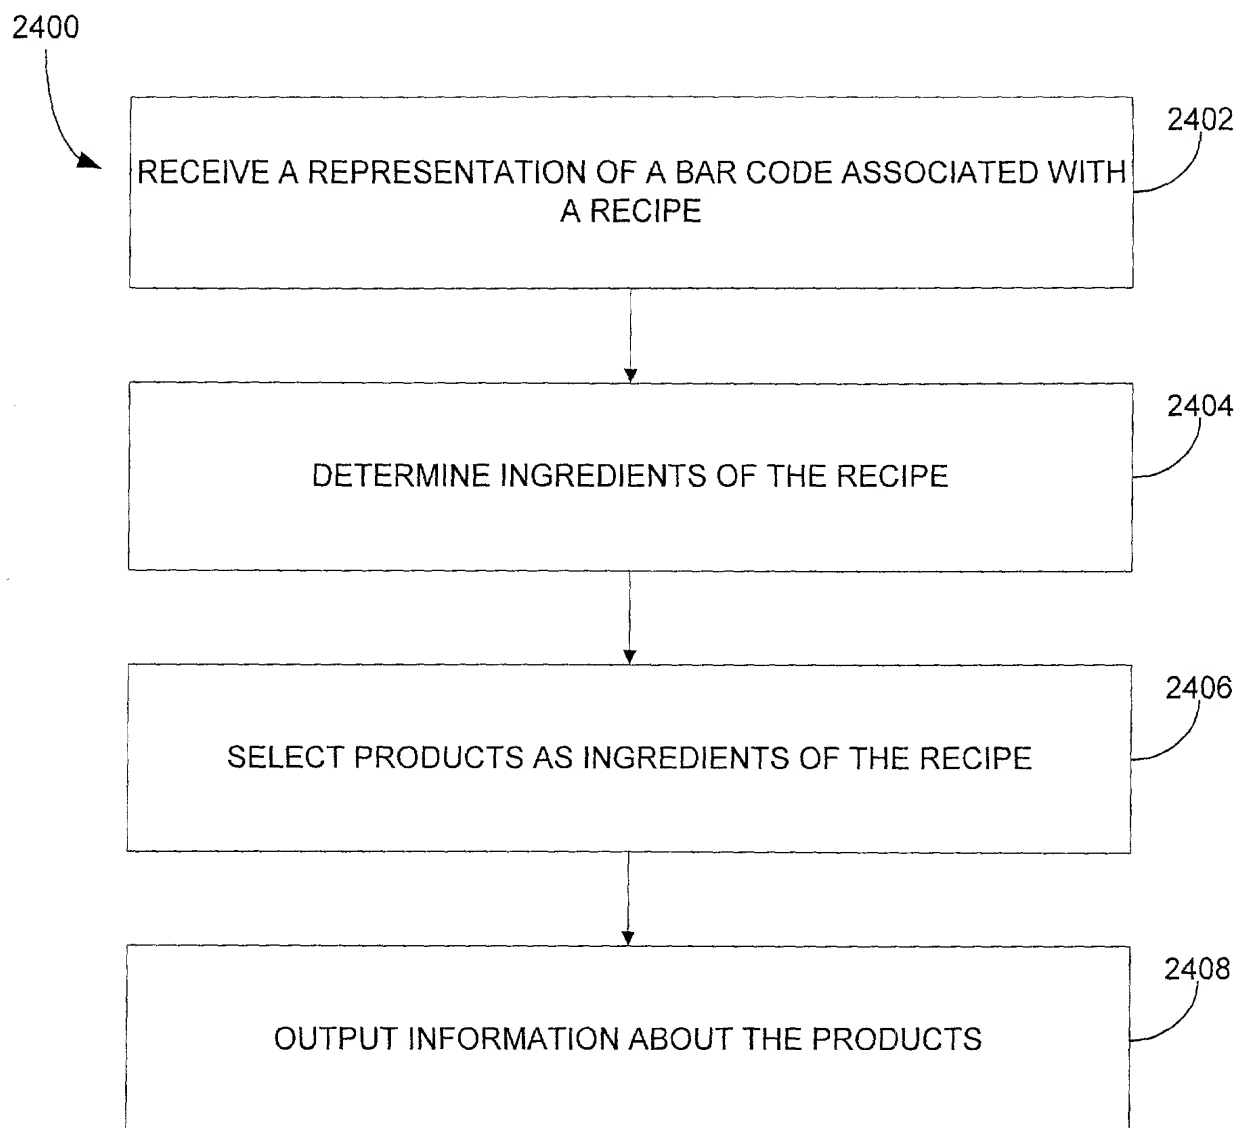 2400
2402
RECEIVE A REPRESENTATION OF A BAR CODE ASSOCIATED WITH
A RECIPE
2404
DETERMINE INGREDIENTS OF THE RECIPE
2406
SELECT PRODUCTS AS INGREDIENTS OF THE RECIPE
2408
OUTPUT INFORMATION ABOUT THE PRODUCTS